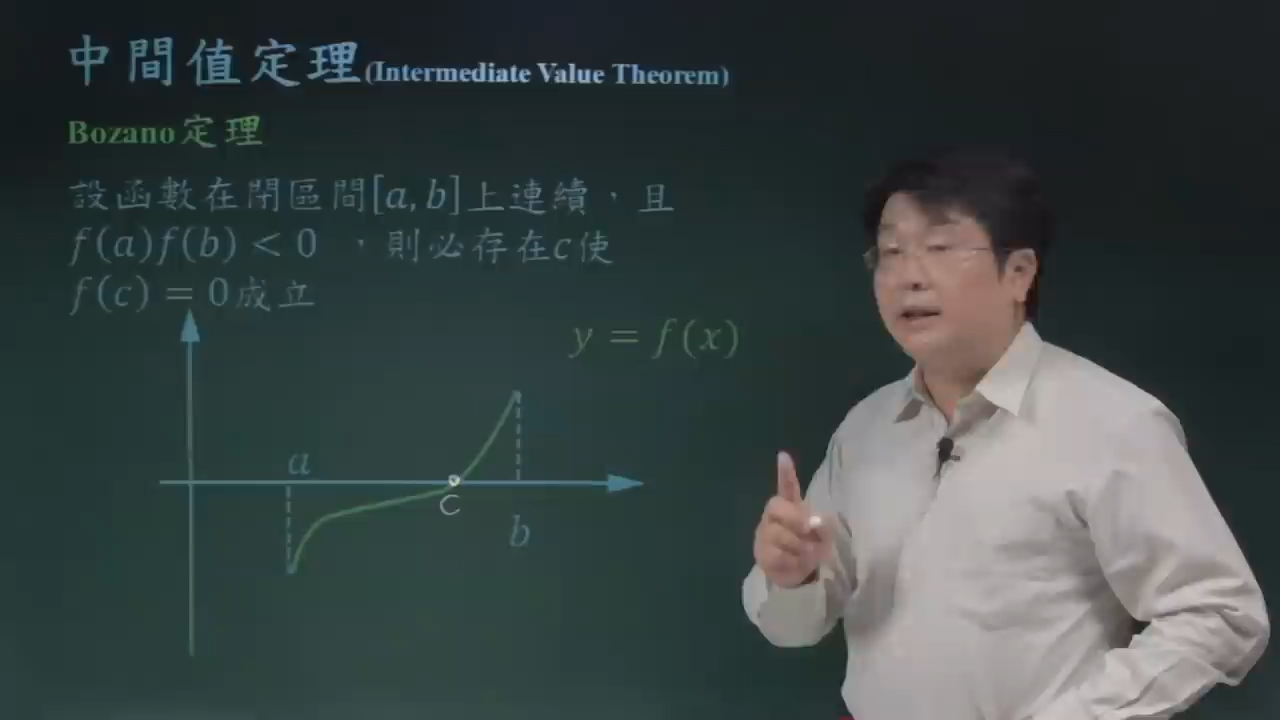 中間值定理(Intermediate Value Theorem)
Bozano定理
設函數在閉區間[a,b]上連續，且
f(a)f(b) < 0 ，則必存在c使
f(c) = 0成立
y = f(x)
a
c
b